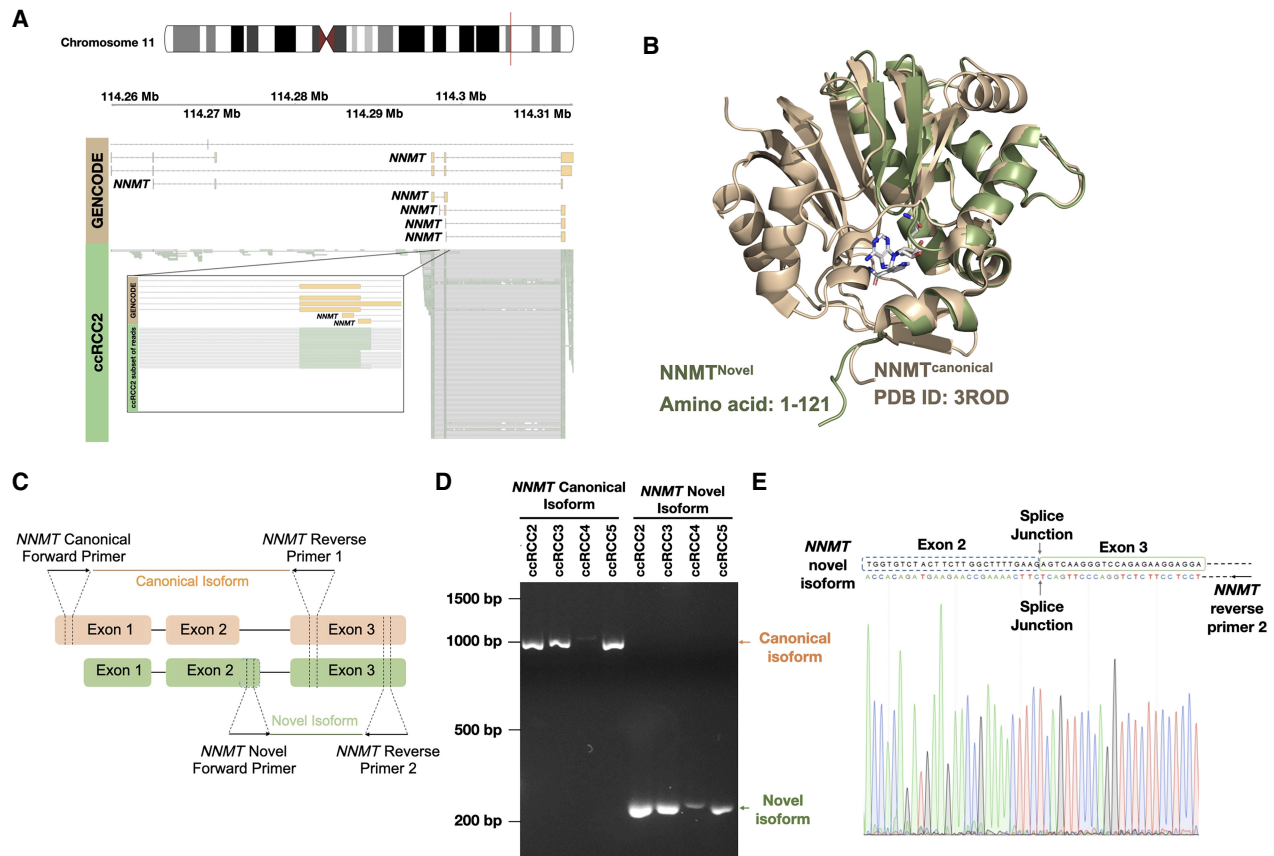 A
Chromosome 11
114.26 Mb
114.28 Mb
114.3 Mb
114.27 Mb
114.29 Mb
114.31 Mb
GENCODE
NNMT
NNMT
NNMT
NNMT
NNMT
NNMT
ccRCC2
GENCODE
NNMT
NNMT
ccRCC2 subset of reads
B
NNMTNovel
Amino acid: 1-121
NNMTcanonical
PDB ID: 3ROD
C
NNMT Canonical
Forward Primer
NNMT Reverse
Primer 1
Canonical Isoform
Exon 1
Exon 2
Exon 3
Exon 1
Exon 2
Exon 3
Novel Isoform
NNMT Novel
Forward Primer
NNMT Reverse
Primer 2
D
NNMT Canonical
Isoform
NNMT Novel
Isoform
ccRCC2
ccRCC3
ccRCC4
ccRCC5
ccRCC2
ccRCC3
ccRCC4
ccRCC5
1500 bp
1000 bp
500 bp
200 bp
Canonical
isoform
Novel
isoform
E
Splice
Junction
NNMT
novel
isoform
Exon 2
Exon 3
TGGTGTCTACTTCTTGGCTTTTGAAGAGTCAAGGGTCCAGAGAAGGAGGA
ACCACAGATGAAGAACCGAAAACTTCTCAGTTCCCAGGTCTCTTCCTCCT
Splice
Junction
NNMT
reverse
primer 2